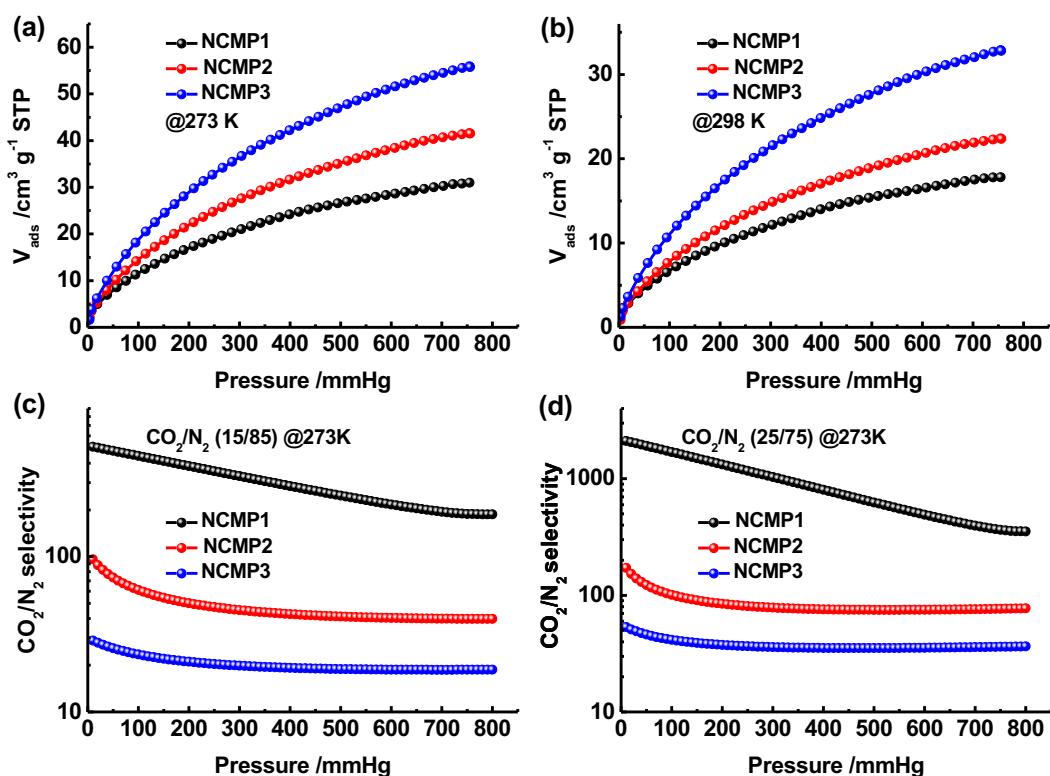 (a)
NCMP1
NCMP2
NCMP3
@273 K
V ads /cm³ g⁻¹ STP
60
50
40
30
20
10
0
0 100 200 300 400 500 600 700 800
Pressure /mmHg
(b)
NCMP1
NCMP2
NCMP3
@298 K
V ads /cm³ g⁻¹ STP
30
20
10
0
0 100 200 300 400 500 600 700 800
Pressure /mmHg
(c)
CO₂/N₂ (15/85) @273K
NCMP1
NCMP2
NCMP3
CO₂/N₂ selectivity
100
10
0 100 200 300 400 500 600 700 800
Pressure /mmHg
(d)
CO₂/N₂ (25/75) @273K
NCMP1
NCMP2
NCMP3
CO₂/N₂ selectivity
1000
100
10
0 100 200 300 400 500 600 700 800
Pressure /mmHg